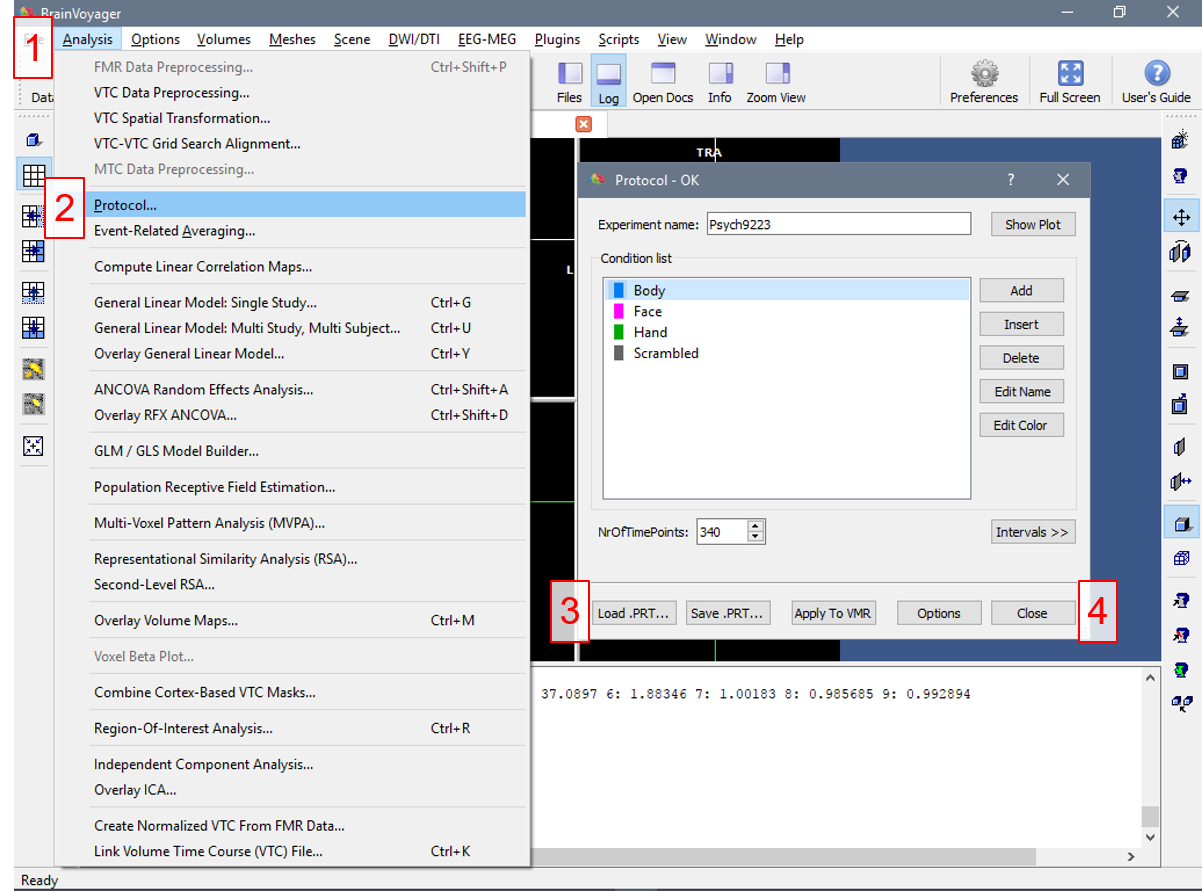 BrainVoyager
1
Analysis Options Volumes Meshes Scene DWI/DTI EEG-MEG Plugins Scripts View Window Help
Files Log Open Docs Info Zoom View Preferences Full Screen User's Guide
FMR Data Preprocessing... Ctrl+Shift+P
VTC Data Preprocessing...
VTC Spatial Transformation...
VTC-VTC Grid Search Alignment...
MTC Data Preprocessing...
2
Protocol...
Event-Related Averaging...
Compute Linear Correlation Maps...
General Linear Model: Single Study... Ctrl+G
General Linear Model: Multi Study, Multi Subject... Ctrl+U
Overlay General Linear Model... Ctrl+Y
ANCOVA Random Effects Analysis... Ctrl+Shift+A
Overlay RFX ANCOVA... Ctrl+Shift+D
GLM / GLS Model Builder...
Population Receptive Field Estimation...
Multi-Voxel Pattern Analysis (MVPA)...
Representational Similarity Analysis (RSA)...
Second-Level RSA...
Overlay Volume Maps... Ctrl+M
Voxel Beta Plot...
Combine Cortex-Based VTC Masks...
Region-Of-Interest Analysis... Ctrl+R
Independent Component Analysis...
Overlay ICA...
Create Normalized VTC From FMR Data...
Link Volume Time Course (VTC) File... Ctrl+K
TRA
L
Protocol - OK ?
Experiment name: Psych9223 Show Plot
Condition list
Body
Face
Hand
Scrambled
Add
Insert
Delete
Edit Name
Edit Color
NrOfTimePoints: 340 Intervals >>
3 Load .PRT... Save .PRT... Apply To VMR Options Close 4
37.0897 6: 1.88346 7: 1.00183 8: 0.985685 9: 0.992894
Ready